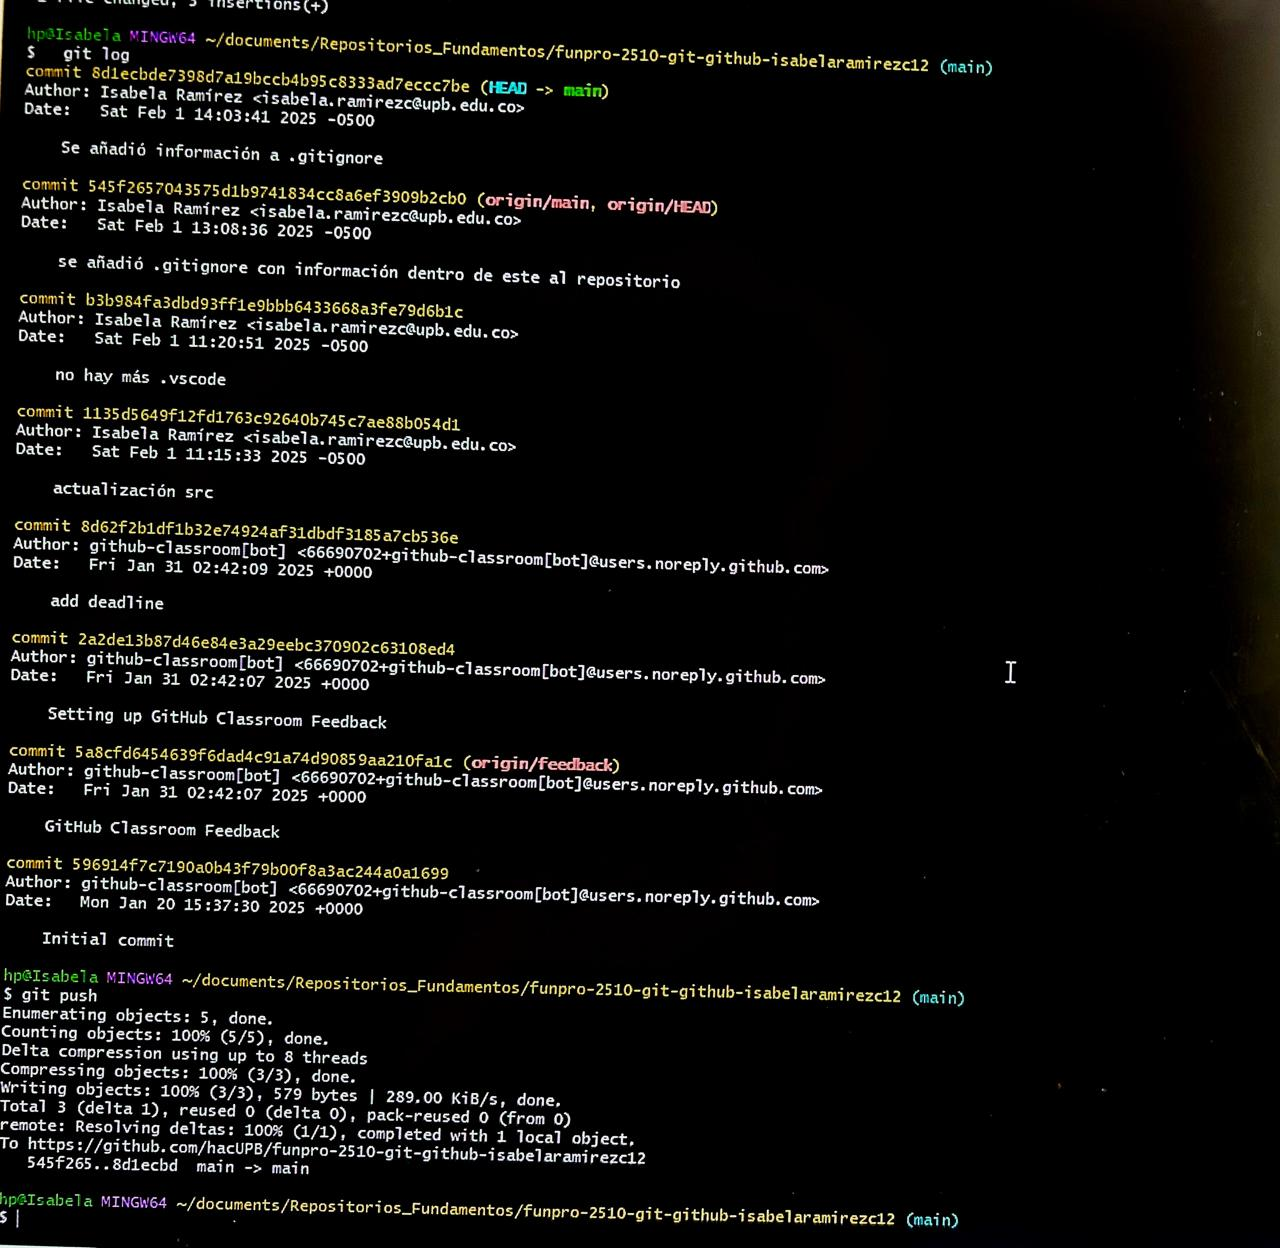 changed, 3 insertions(+)
hp@Isabela MINGW64 ~/documents/Repositorios_Fundamentos/funpro-2510-git-github-isabelaramirezc12 (main)
$   git log
commit 8d1ecbde7398d7a19bccb4b95c8333ad7eccc7be (HEAD -> main)
Author: Isabela Ramírez <isabela.ramirezc@upb.edu.co>
Date:   Sat Feb 1 14:03:41 2025 -0500
Se añadió información a .gitignore
commit 545f2657043575d1b9741834cc8a6ef3909b2cb0 (origin/main, origin/HEAD)
Author: Isabela Ramírez <isabela.ramirezc@upb.edu.co>
Date:   Sat Feb 1 13:08:36 2025 -0500
se añadió .gitignore con información dentro de este al repositorio
commit b3b984fa3dbd93ff1e9bbb6433668a3fe79d6b1c
Author: Isabela Ramírez <isabela.ramirezc@upb.edu.co>
Date:   Sat Feb 1 11:20:51 2025 -0500
no hay más .vscode
commit 1135d5649f12fd1763c92640b745c7ae88b054d1
Author: Isabela Ramírez <isabela.ramirezc@upb.edu.co>
Date:   Sat Feb 1 11:15:33 2025 -0500
actualización src
commit 8d62f2b1df1b32e74924af31dbdf3185a7cb536e
Author: github-classroom[bot] <66690702+github-classroom[bot]@users.noreply.github.com>
Date:   Fri Jan 31 02:42:09 2025 +0000
add deadline
commit 2a2de13b87d46e84e3a29eebc370902c63108ed4
Author: github-classroom[bot] <66690702+github-classroom[bot]@users.noreply.github.com>
Date:   Fri Jan 31 02:42:07 2025 +0000
Setting up GitHub Classroom Feedback
commit 5a8cfd6454639f6dad4c91a74d90859aa210fa1c (origin/feedback)
Author: github-classroom[bot] <66690702+github-classroom[bot]@users.noreply.github.com>
Date:   Fri Jan 31 02:42:07 2025 +0000
GitHub Classroom Feedback
commit 596914f7c7190a0b43f79b00f8a3ac244a0a1699
Author: github-classroom[bot] <66690702+github-classroom[bot]@users.noreply.github.com>
Date:   Mon Jan 20 15:37:30 2025 +0000
Initial commit
hp@Isabela MINGW64 ~/documents/Repositorios_Fundamentos/funpro-2510-git-github-isabelaramirezc12 (main)
$ git push
Enumerating objects: 5, done.
Counting objects: 100% (5/5), done.
Delta compression using up to 8 threads
Compressing objects: 100% (3/3), done.
Writing objects: 100% (3/3), 579 bytes | 289.00 KiB/s, done.
Total 3 (delta 1), reused 0 (delta 0), pack-reused 0 (from 0)
remote: Resolving deltas: 100% (1/1), completed with 1 local object.
To https://github.com/hacUPB/funpro-2510-git-github-isabelaramirezc12
545f265..8d1ecbd  main -> main
hp@Isabela MINGW64 ~/documents/Repositorios_Fundamentos/funpro-2510-git-github-isabelaramirezc12 (main)
$